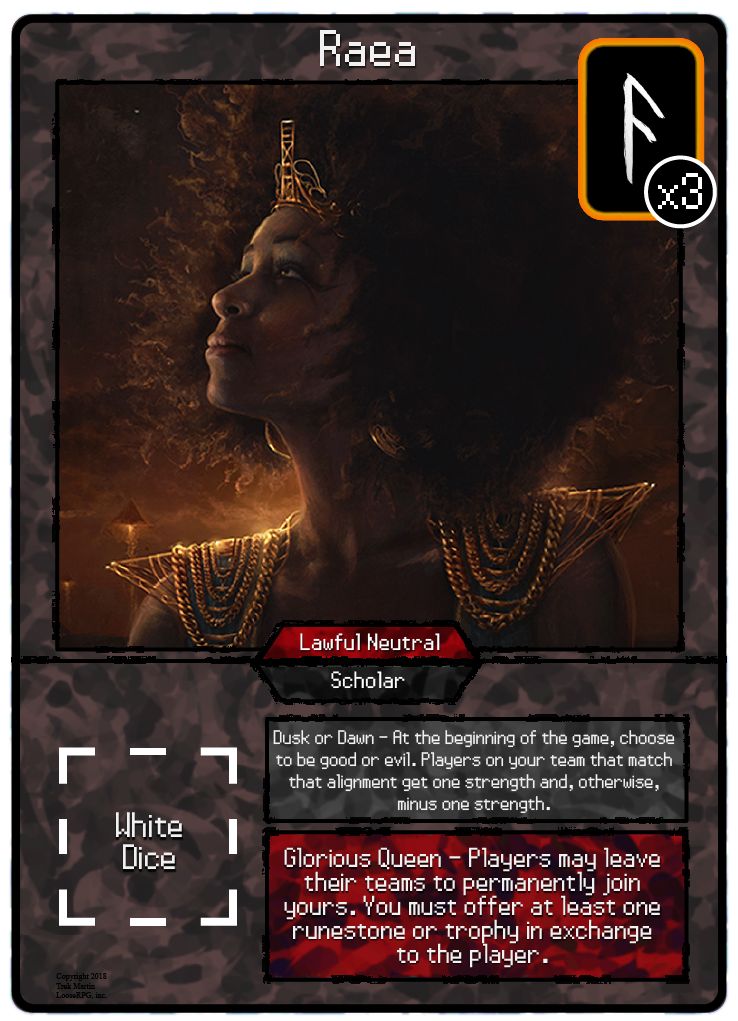 Raea
ᚨ
x3
Lawful Neutral
Scholar
Dusk or Dawn - At the beginning of the game, choose
to be good or evil. Players on your team that match
that alignment get one strength and, otherwise,
minus one strength.
White
Dice
Glorious Queen - Players may leave
their teams to permanently join
yours. You must offer at least one
runestone or trophy in exchange
to the player.
Copyright 2018
Trak Martin
LoosaRPG, inc.